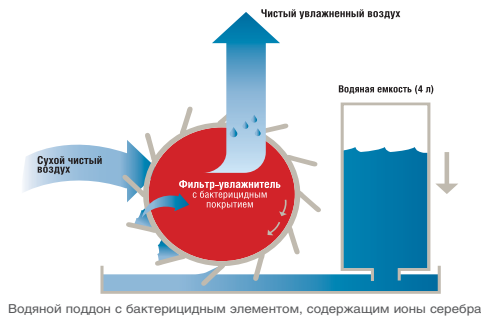 Чистый увлажненный воздух
Водяная емкость (4 л)
Сухой чистый
воздух
Фильтр-увлажнитель
с бактерицидным
покрытием
Водяной поддон с бактерицидным элементом, содержащим ионы серебра